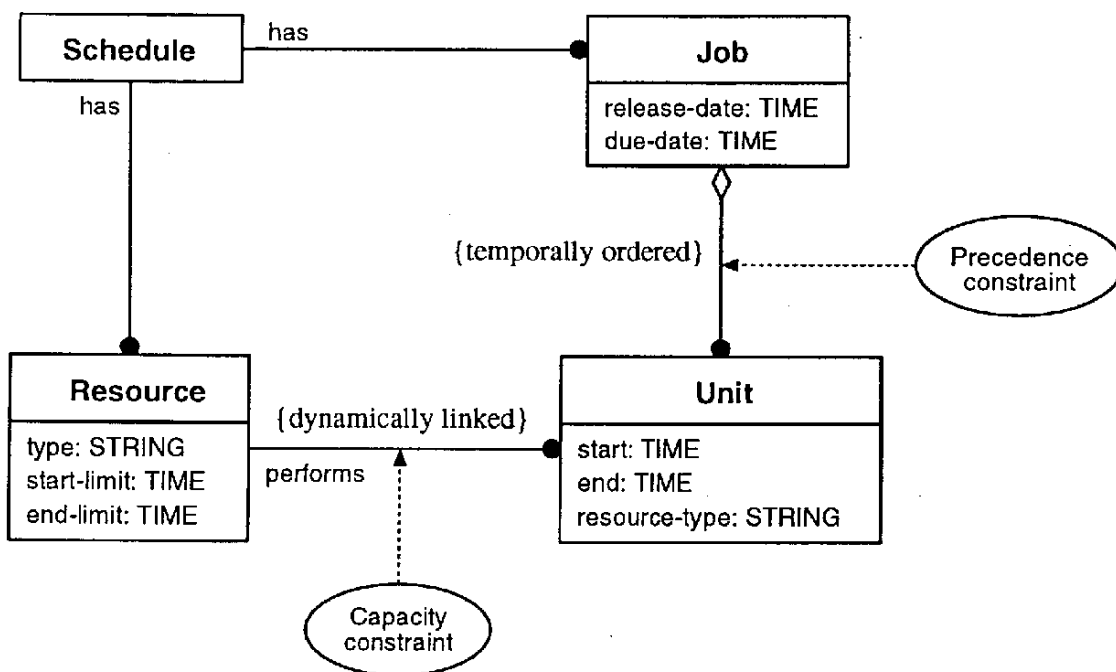 Schedule
has
has
Job
release-date: TIME
due-date: TIME
{temporally ordered}
Precedence
constraint
Resource
type: STRING
start-limit: TIME
end-limit: TIME
{dynamically linked}
performs
Unit
start: TIME
end: TIME
resource-type: STRING
Capacity
constraint